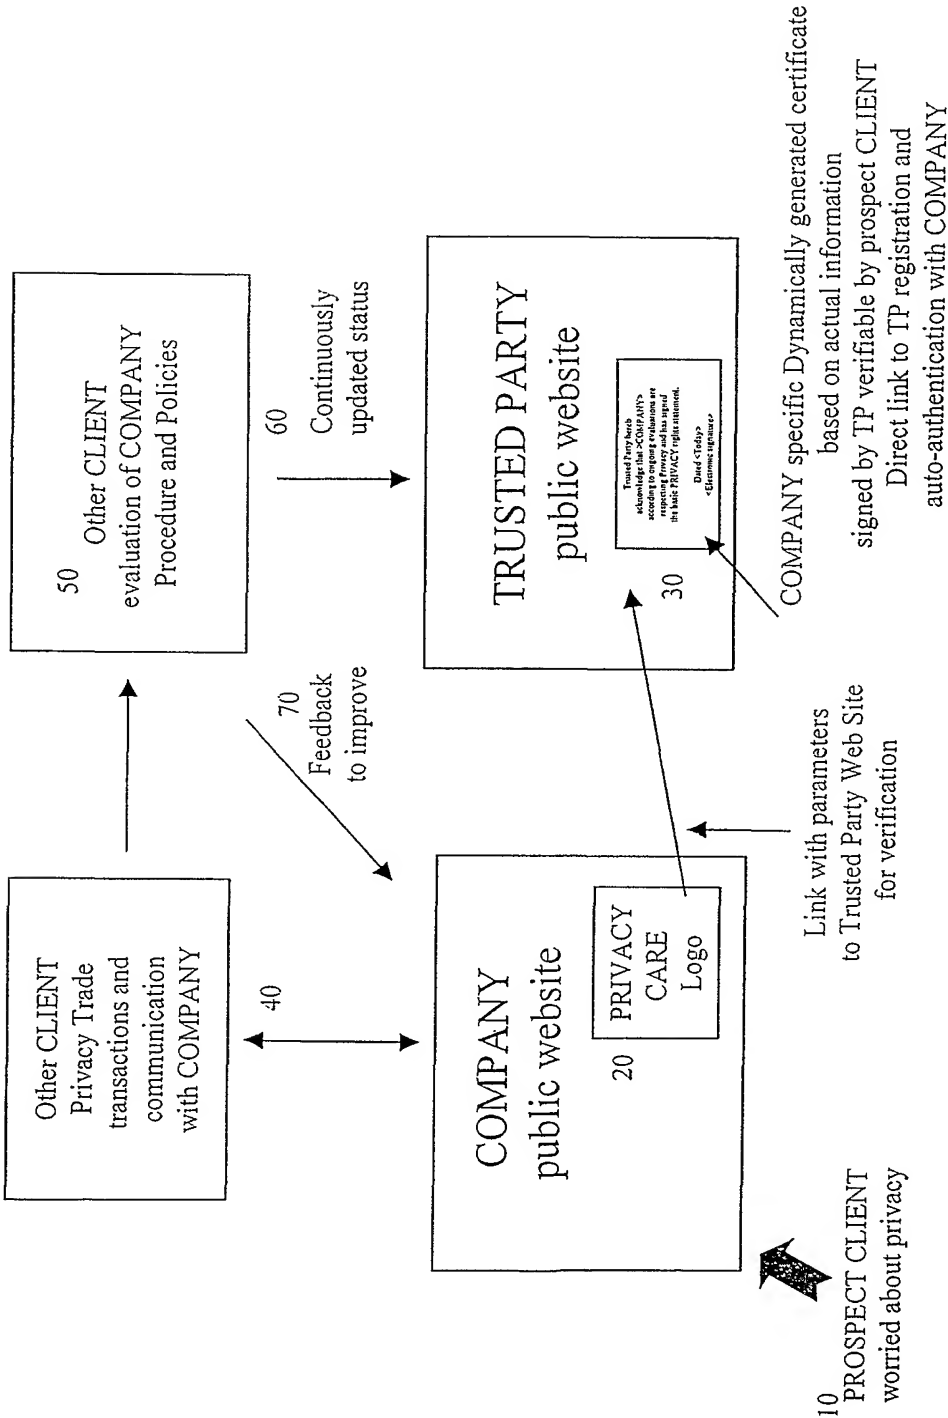 Other CLIENT
Privacy Trade
transactions and
communication
with COMPANY
50
Other CLIENT
evaluation of COMPANY
Procedure and Policies
40
70
Feedback
to improve
60
Continuously
updated status
COMPANY
public website
20
PRIVACY
CARE
Logo
TRUSTED PARTY
public website
30
Trusted Party hereb
acknowledge that >COMPANY>
according to ongoing evaluations are
respecting Privacy and has signed
the basic PRIVACY rights statement.
Dated <Today>
<Electronic signature>
10
PROSPECT CLIENT
worried about privacy
Link with parameters
to Trusted Party Web Site
for verification
COMPANY specific Dynamically generated certificate
based on actual information
signed by TP verifiable by prospect CLIENT
Direct link to TP registration and
auto-authentication with COMPANY